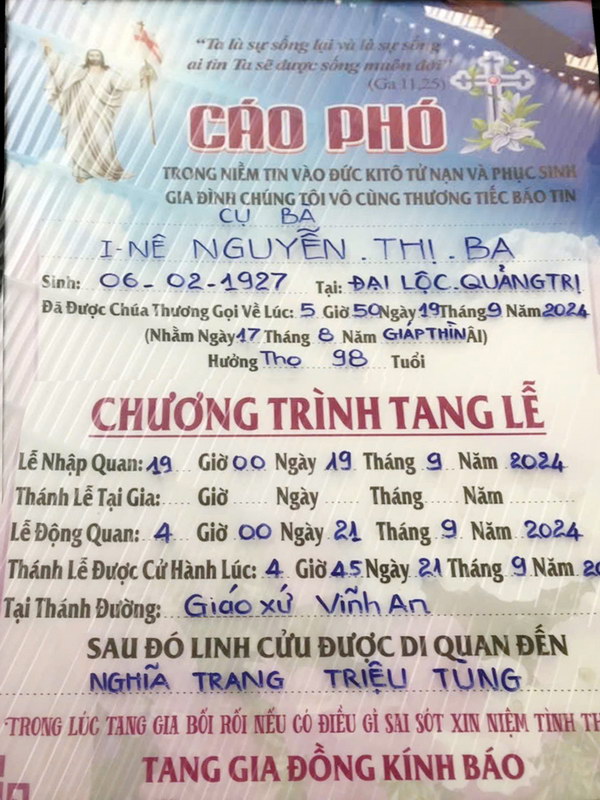 "Ta là sự sống lại và là sự sống
ai tin Ta sẽ được sống muôn đời"
(Ga 11,25)
CÁO PHÓ
TRONG NIỀM TIN VÀO ĐỨC KITÔ TỬ NẠN VÀ PHỤC SINH
GIA ĐÌNH CHÚNG TÔI VÔ CÙNG THƯƠNG TIẾC BÁO TIN
CỤ BA
I-NÊ NGUYỄN.THỊ.BA
Sinh: 06-02-1927 Tại: ĐẠI LỘC.QUẢNG TRỊ
Đã Được Chúa Thương Gọi Về Lúc: 5 Giờ 50 Ngày 19 Tháng 9 Năm 2024
(Nhằm Ngày 17 Tháng 8 Năm GIÁP THÌN ÂI)
Hưởng Thọ 98 Tuổi
CHƯƠNG TRÌNH TANG LỄ
Lễ Nhập Quan: 19 Giờ 00 Ngày 19 Tháng 9 Năm 2024
Thánh Lễ Tại Gia: Giờ Ngày Tháng Năm
Lễ Động Quan: 4 Giờ 00 Ngày 21 Tháng 9 Năm 2024
Thánh Lễ Được Cử Hành Lúc: 4 Giờ 45 Ngày 21 Tháng 9 Năm 20
Tại Thánh Đường: Giáo xứ Vĩnh An
SAU ĐÓ LINH CỬU ĐƯỢC DI QUAN ĐẾN
NGHĨA TRANG TRIỆU TÙNG
"TRONG LÚC TANG GIA BỐI RỐI NẾU CÓ ĐIỀU GÌ SAI SÓT XIN NIỆM TÌNH TH
TANG GIA ĐỒNG KÍNH BÁO